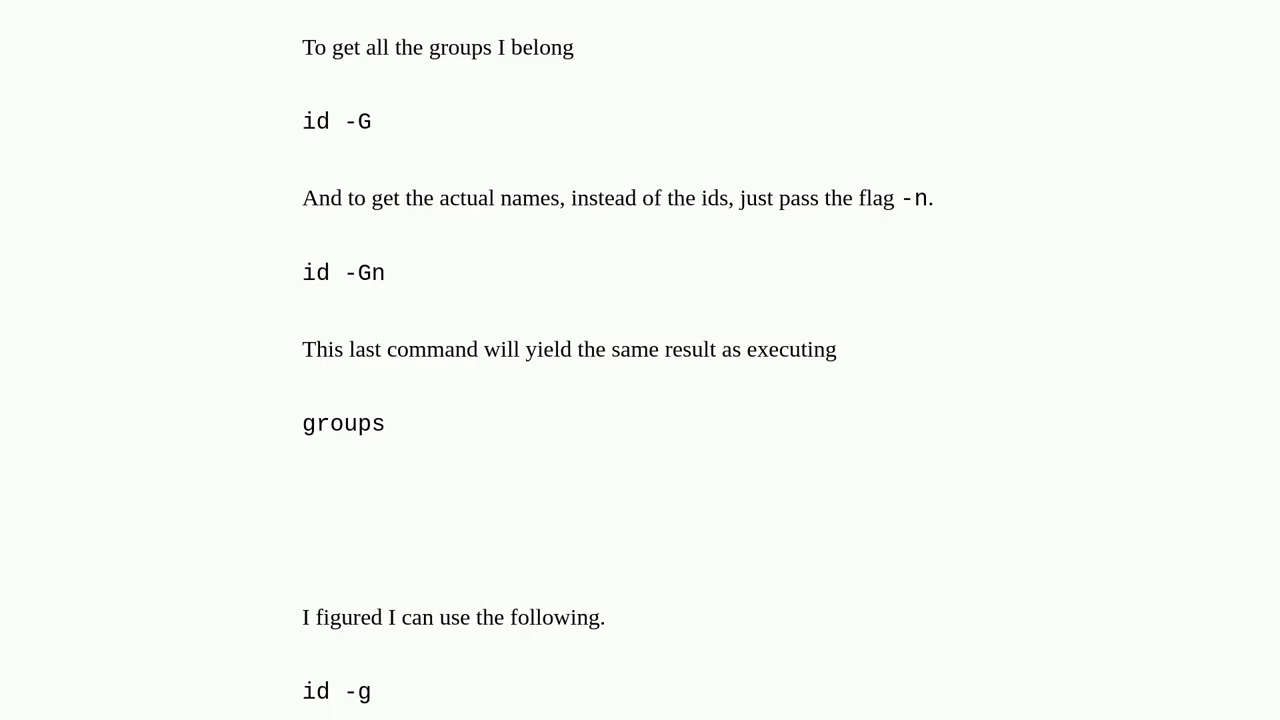 To get all the groups I belong
id -G
And to get the actual names, instead of the ids, just pass the flag -n.
id -Gn
This last command will yield the same result as executing
groups
I figured I can use the following.
id -g